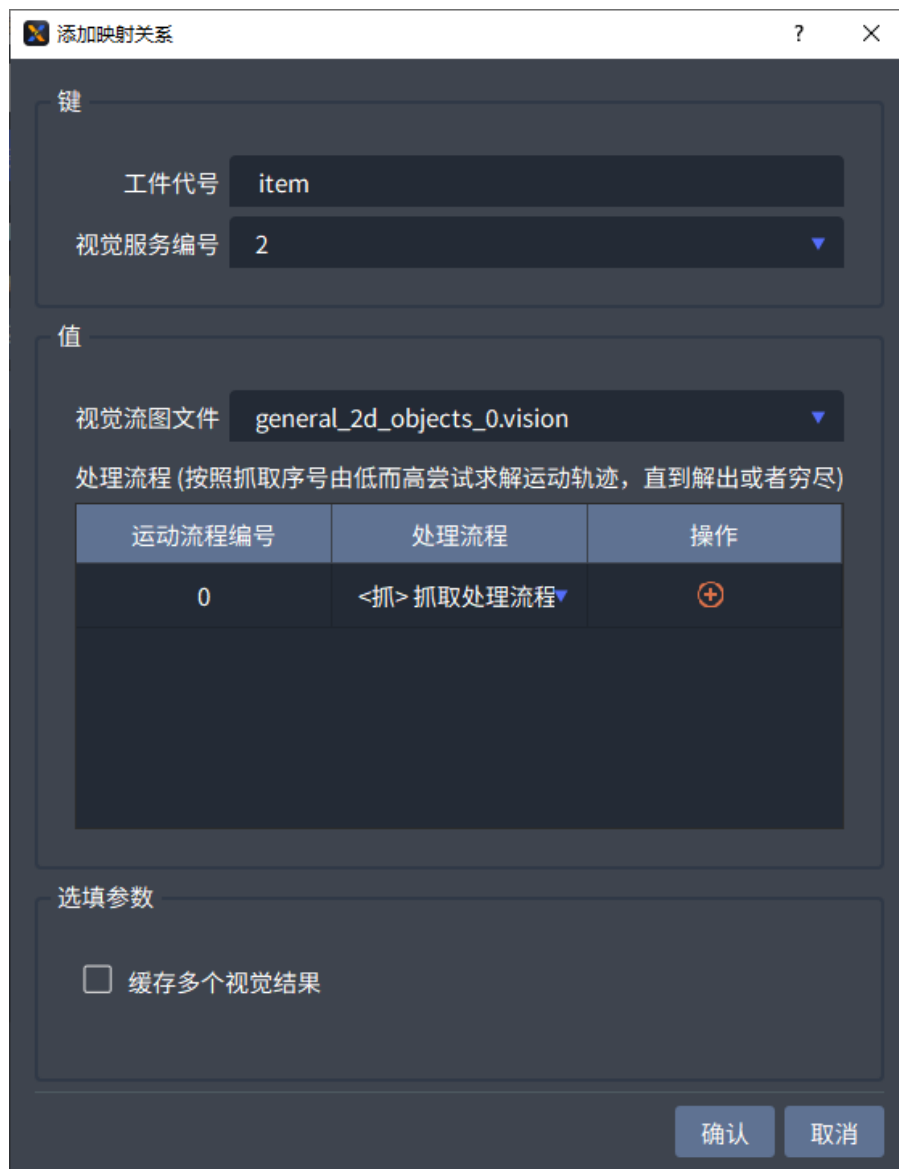 添加映射关系 ?
键
工件代号 item
视觉服务编号 2
值
视觉流图文件 general_2d_objects_0.vision
处理流程 (按照抓取序号由低而高尝试求解运动轨迹，直到解出或者穷尽)
运动流程编号 处理流程 操作
0 <抓> 抓取处理流程
选填参数
缓存多个视觉结果
确认 取消